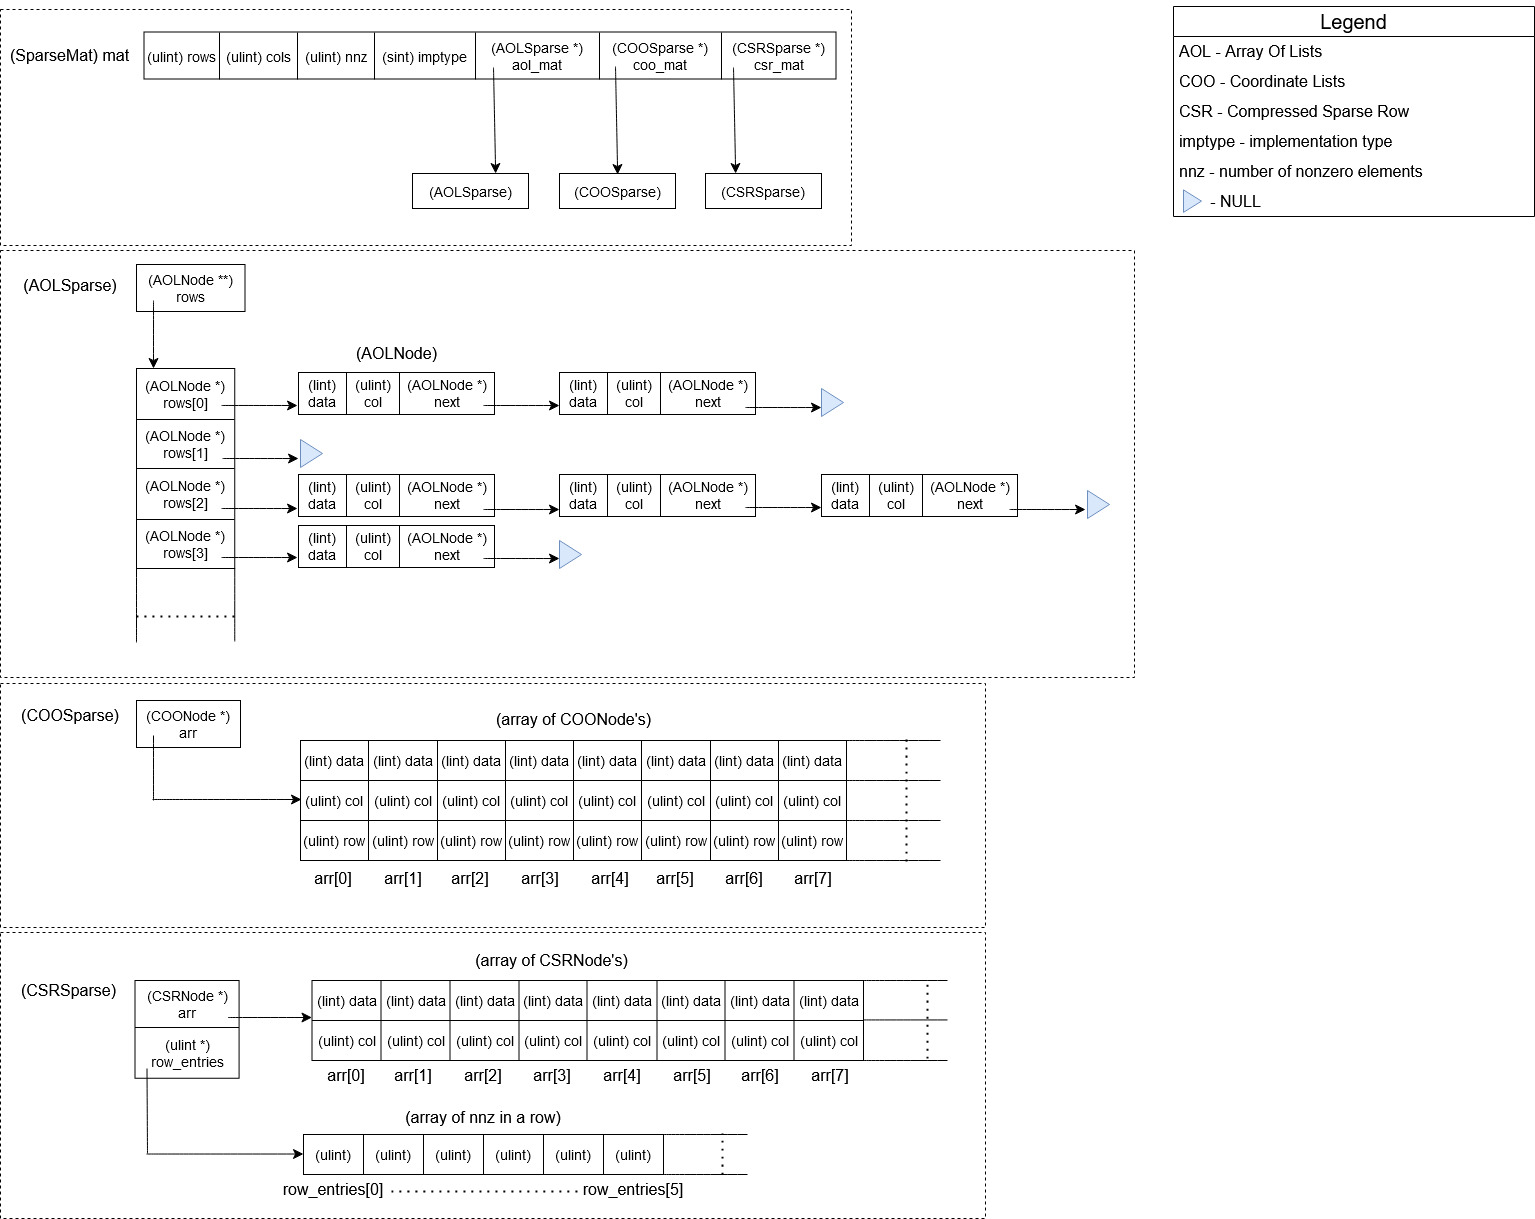 (SparseMat) mat
(ulint) rows
(ulint) cols
(ulint) nnz
(sint) imptype
(AOLSparse *)
aol_mat
(COOSparse *)
coo_mat
(CSRSparse *)
csr_mat
(AOLSparse)
(COOSparse)
(CSRSparse)
Legend
AOL - Array Of Lists
COO - Coordinate Lists
CSR - Compressed Sparse Row
imptype - implementation type
nnz - number of nonzero elements
- NULL
(AOLSparse)
(AOLNode **)
rows
(AOLNode)
(AOLNode *)
rows[0]
(lint)
data
(ulint)
col
(AOLNode *)
next
(lint)
data
(ulint)
col
(AOLNode *)
next
(AOLNode *)
rows[1]
(AOLNode *)
rows[2]
(lint)
data
(ulint)
col
(AOLNode *)
next
(lint)
data
(ulint)
col
(AOLNode *)
next
(lint)
data
(ulint)
col
(AOLNode *)
next
(AOLNode *)
rows[3]
(lint)
data
(ulint)
col
(AOLNode *)
next
(COOSparse)
(COONode *)
arr
(array of COONode's)
(lint) data (lint) data (lint) data (lint) data (lint) data (lint) data (lint) data (lint) data
(ulint) col (ulint) col (ulint) col (ulint) col (ulint) col (ulint) col (ulint) col (ulint) col
(ulint) row (ulint) row (ulint) row (ulint) row (ulint) row (ulint) row (ulint) row (ulint) row
arr[0] arr[1] arr[2] arr[3] arr[4] arr[5] arr[6] arr[7]
(CSRSparse)
(CSRNode *)
arr
(ulint *)
row_entries
(array of CSRNode's)
(lint) data (lint) data (lint) data (lint) data (lint) data (lint) data (lint) data (lint) data
(ulint) col (ulint) col (ulint) col (ulint) col (ulint) col (ulint) col (ulint) col (ulint) col
arr[0] arr[1] arr[2] arr[3] arr[4] arr[5] arr[6] arr[7]
(array of nnz in a row)
(ulint) (ulint) (ulint) (ulint) (ulint) (ulint)
row_entries[0] row_entries[5]